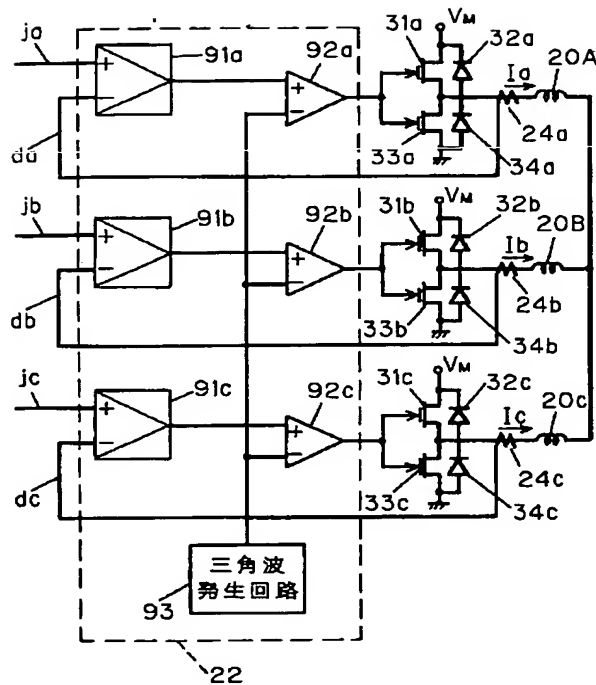 ja
91a
92a
31a
VM
32a
Ia
20A
da
33a
34a
24a
jb
91b
92b
31b
VM
32b
Ib
20B
db
33b
34b
24b
jc
91c
92c
31c
VM
32c
Ic
20c
dc
33c
34c
24c
三角波
発生回路
93
22